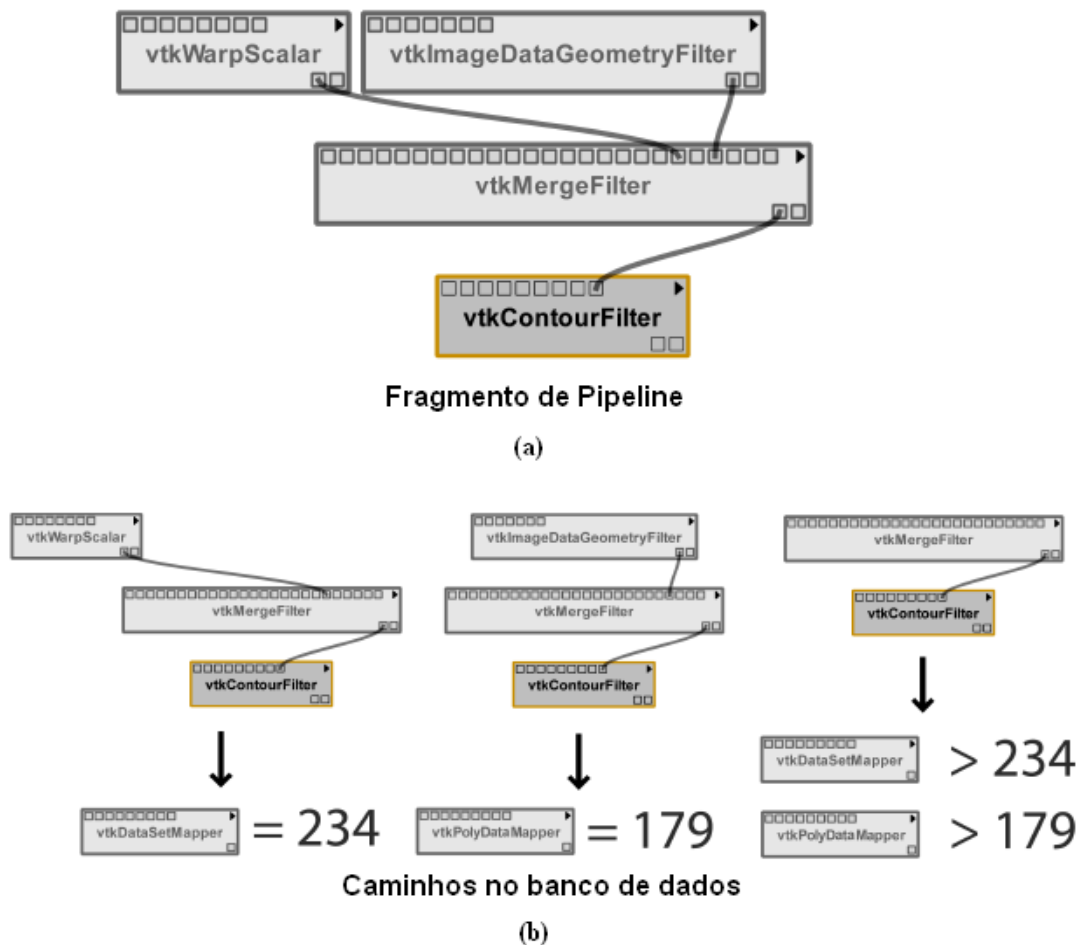 vtkWarpScalar
vtkImageDataGeometryFilter
vtkMergeFilter
vtkContourFilter
Fragmento de Pipeline
(a)
vtkWarpScalar
vtkMergeFilter
vtkContourFilter
vtkDataSetMapper = 234
vtkImageDataGeometryFilter
vtkMergeFilter
vtkContourFilter
vtkPolyDataMapper = 179
vtkMergeFilter
vtkContourFilter
vtkDataSetMapper > 234
vtkPolyDataMapper > 179
Caminhos no banco de dados
(b)